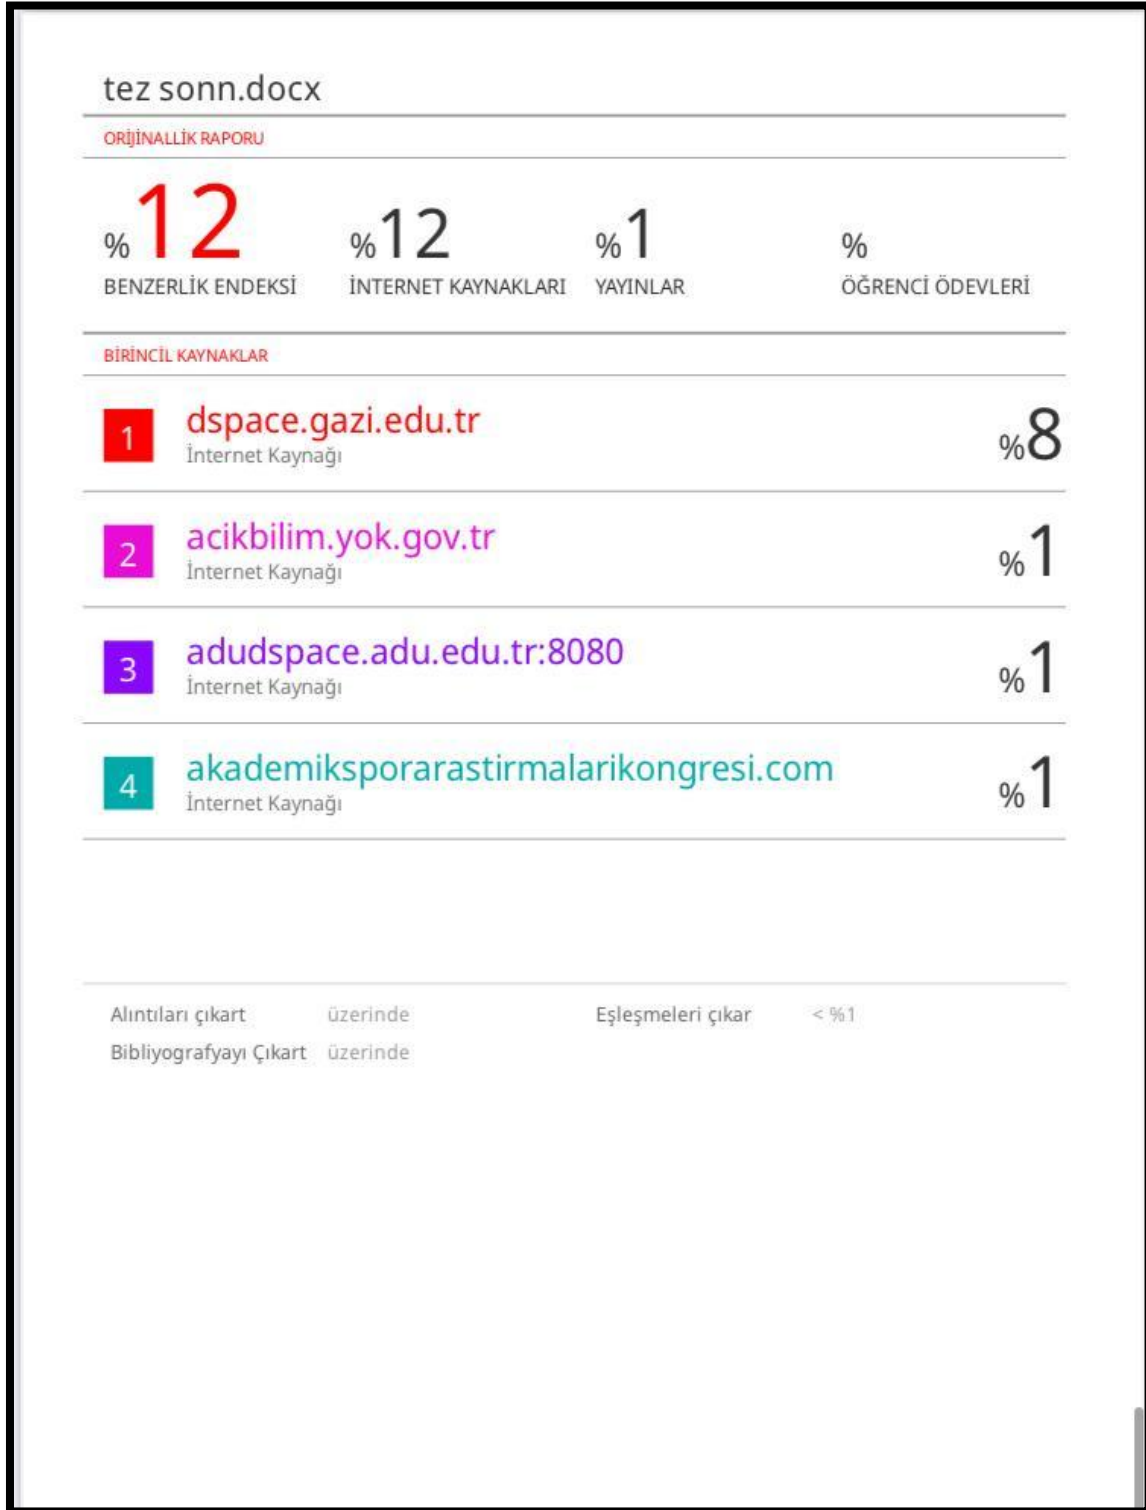 tez sonn.docx
ORİJİNALLİK RAPORU
%12 %12 %1 %
BENZERLİK ENDEKSİ İNTERNET KAYNAKLARI YAYINLAR ÖĞRENCİ ÖDEVLERİ
BİRİNCİL KAYNAKLAR
1 dspace.gazi.edu.tr %8
İnternet Kaynağı
2 acikbilim.yok.gov.tr %1
İnternet Kaynağı
3 adudspace.adu.edu.tr:8080 %1
İnternet Kaynağı
4 akademiksporarastirmalarikongresi.com %1
İnternet Kaynağı
Alıntıları çıkart üzerinde Eşleşmeleri çıkar < %1
Bibliyografyayı Çıkart üzerinde